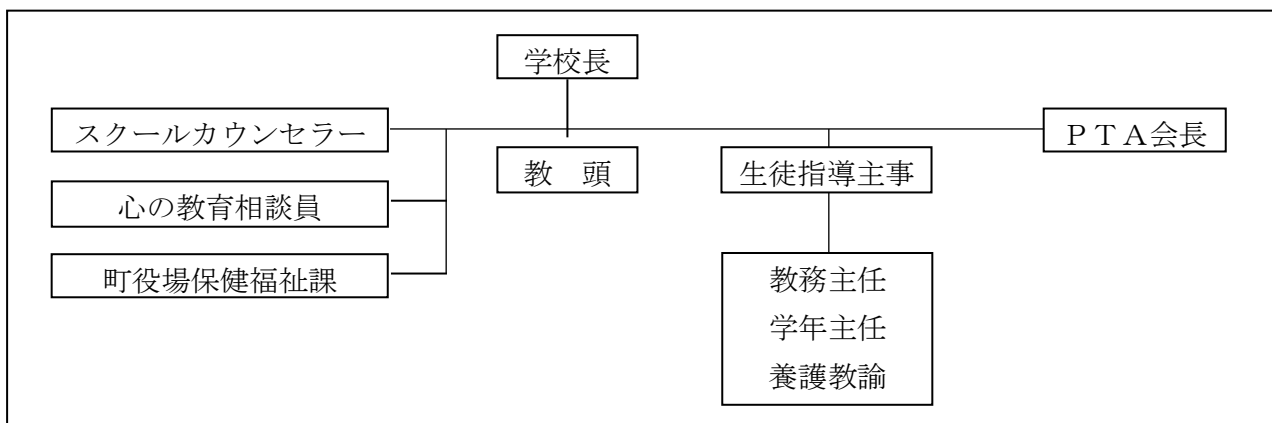 学校長
スクールカウンセラー
ＰＴＡ会長
教　頭
生徒指導主事
心の教育相談員
町役場保健福祉課
教務主任
学年主任
養護教諭